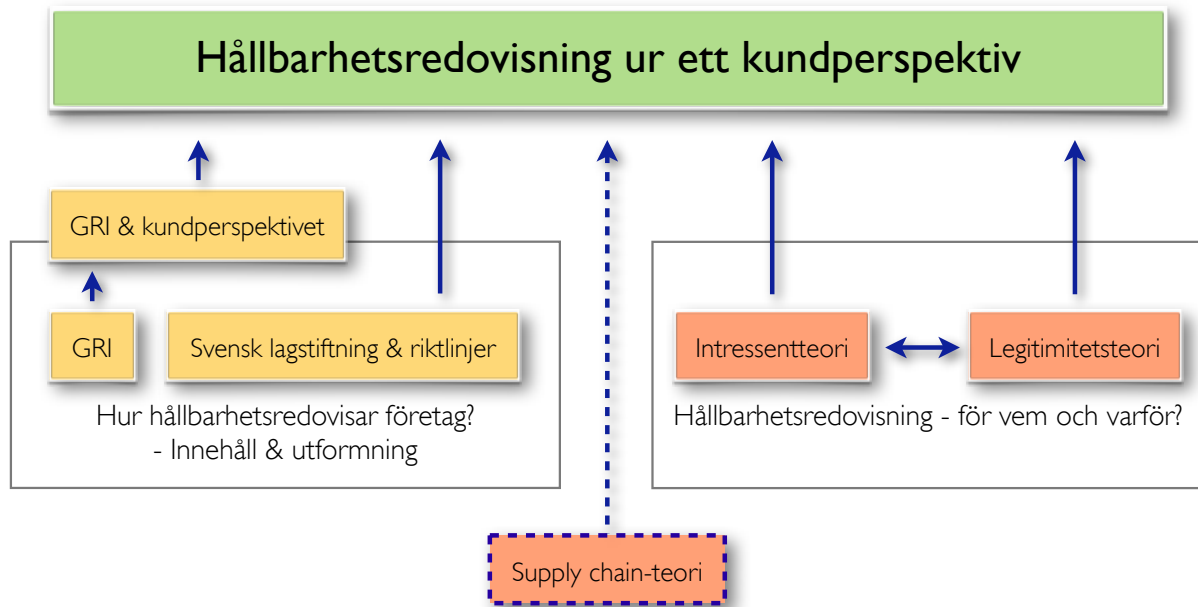 Hållbarhetsredovisning ur ett kundperspektiv
GRI & kundperspektivet
GRI
Svensk lagstiftning & riktlinjer
Hur hållbarhetsredovisar företag?
- Innehåll & utformning
Intressentteori
Legitimitetsteori
Hållbarhetsredovisning - för vem och varför?
Supply chain-teori